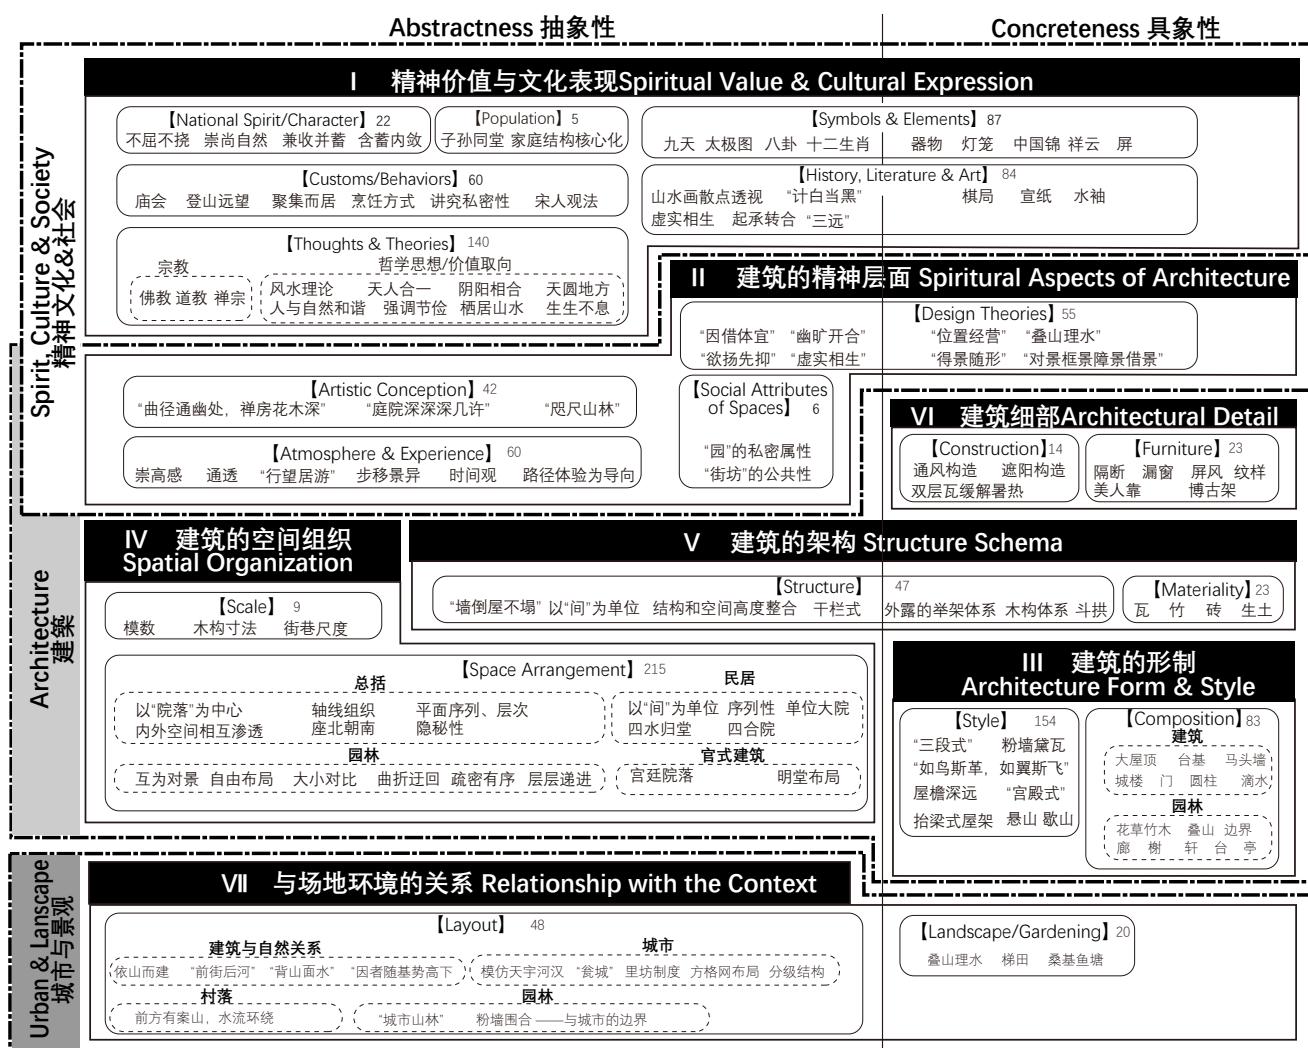 Abstractness 抽象性
Concreteness 具象性
Spirit, Culture & Society
精神文化&社会
I 精神价值与文化表现Spiritual Value & Cultural Expression
【National Spirit/Character】22
不屈不挠 崇尚自然 兼收并蓄 含蓄内敛
【Population】5
子孙同堂 家庭结构核心化
【Symbols & Elements】87
九天 太极图 八卦 十二生肖 器物 灯笼 中国锦 祥云 屏
【Customs/Behaviors】60
庙会 登山远望 聚集而居 烹饪方式 讲究私密性 宋人观法
【History, Literature & Art】84
山水画散点透视 “计白当黑” 棋局 宣纸 水袖
虚实相生 起承转合 “三远”
【Thoughts & Theories】140
宗教
佛教 道教 禅宗
哲学思想/价值取向
风水理论 天人合一 阴阳相合 天圆地方
人与自然和谐 强调节俭 栖居山水 生生不息
II 建筑的精神层面 Spiritural Aspects of Architecture
【Design Theories】55
“因借体宜” “幽旷开合” “位置经营” “叠山理水”
“欲扬先抑” “虚实相生” “得景随形” “对景框景障景借景”
【Artistic Conception】42
“曲径通幽处，禅房花木深” “庭院深深深几许” “咫尺山林”
【Social Attributes
of Spaces】6
“园”的私密属性
“街坊”的公共性
【Atmosphere & Experience】60
崇高感 通透 “行望居游” 步移景异 时间观 路径体验为导向
VI 建筑细部Architectural Detail
【Construction】14
通风构造 遮阳构造
双层瓦缓解暑热
【Furniture】23
隔断 漏窗 屏风 纹样
美人靠 博古架
Architecture
建築
IV 建筑的空间组织
Spatial Organization
【Scale】9
模数 木构寸法 街巷尺度
V 建筑的架构 Structure Schema
【Structure】47
“墙倒屋不塌” 以“间”为单位 结构和空间高度整合 干栏式 外露的举架体系 木构体系 斗拱
【Materiality】23
瓦 竹 砖 生土
【Space Arrangement】215
总括
以“院落”为中心 轴线组织 平面序列、层次
内外空间相互渗透 座北朝南 隐秘性
民居
以“间”为单位 序列性 单位大院
四水归堂 四合院
园林
互为对景 自由布局 大小对比 曲折迂回 疏密有序 层层递进
官式建筑
宫廷院落 明堂布局
III 建筑的形制
Architecture Form & Style
【Style】154
“三段式” 粉墙黛瓦
“如鸟斯革，如翼斯飞”
屋檐深远 “宫殿式”
抬梁式屋架 悬山 歇山
【Composition】83
建筑
大屋顶 台基 马头墙
城楼 门 圆柱 滴水
园林
花草竹木 叠山 边界
廊 榭 轩 台 亭
Urban & Lanscape
城市与景观
VII 与场地环境的关系 Relationship with the Context
【Layout】48
建筑与自然关系
依山而建 “前街后河” “背山面水” “因者随基势高下
城市
模仿天宇河汉 “瓮城” 里坊制度 方格网布局 分级结构
村落
前方有案山，水流环绕
园林
“城市山林” 粉墙围合 ——与城市的边界
【Landscape/Gardening】20
叠山理水 梯田 桑基鱼塘